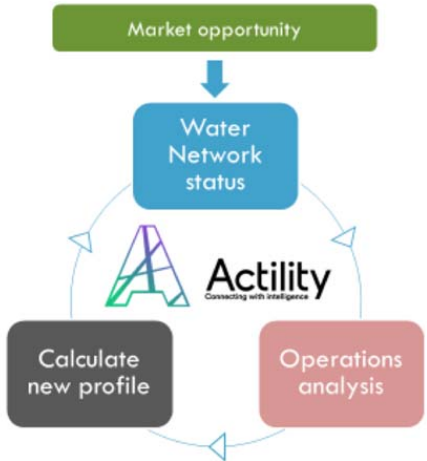 Market opportunity
Water
Network
status
Actility
Connecting with intelligence
Calculate
new profile
Operations
analysis